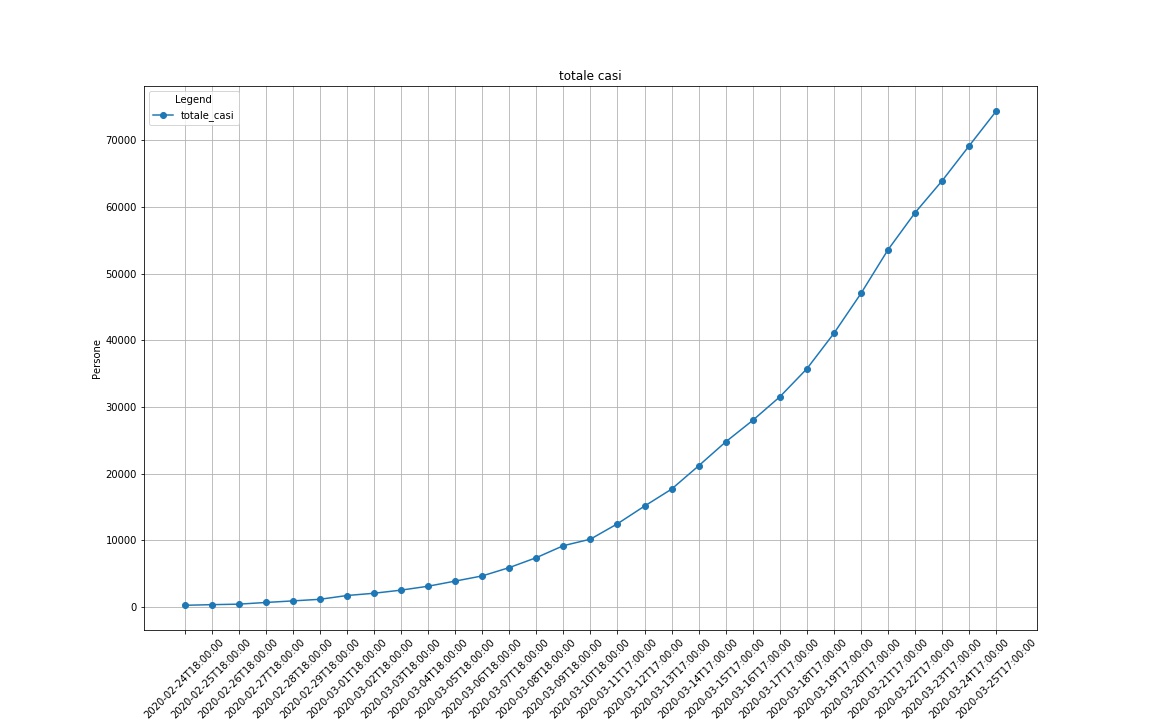 totale casi
Legend
totale_casi
70000
60000
50000
40000
30000
20000
10000
0
Persone
2020-02-24T18:00:00
2020-02-25T18:00:00
2020-02-26T18:00:00
2020-02-27T18:00:00
2020-02-28T18:00:00
2020-02-29T18:00:00
2020-03-01T18:00:00
2020-03-02T18:00:00
2020-03-03T18:00:00
2020-03-04T18:00:00
2020-03-05T18:00:00
2020-03-06T18:00:00
2020-03-07T18:00:00
2020-03-08T18:00:00
2020-03-09T18:00:00
2020-03-10T18:00:00
2020-03-11T17:00:00
2020-03-12T17:00:00
2020-03-13T17:00:00
2020-03-14T17:00:00
2020-03-15T17:00:00
2020-03-16T17:00:00
2020-03-17T17:00:00
2020-03-18T17:00:00
2020-03-19T17:00:00
2020-03-20T17:00:00
2020-03-21T17:00:00
2020-03-22T17:00:00
2020-03-23T17:00:00
2020-03-24T17:00:00
2020-03-25T17:00:00